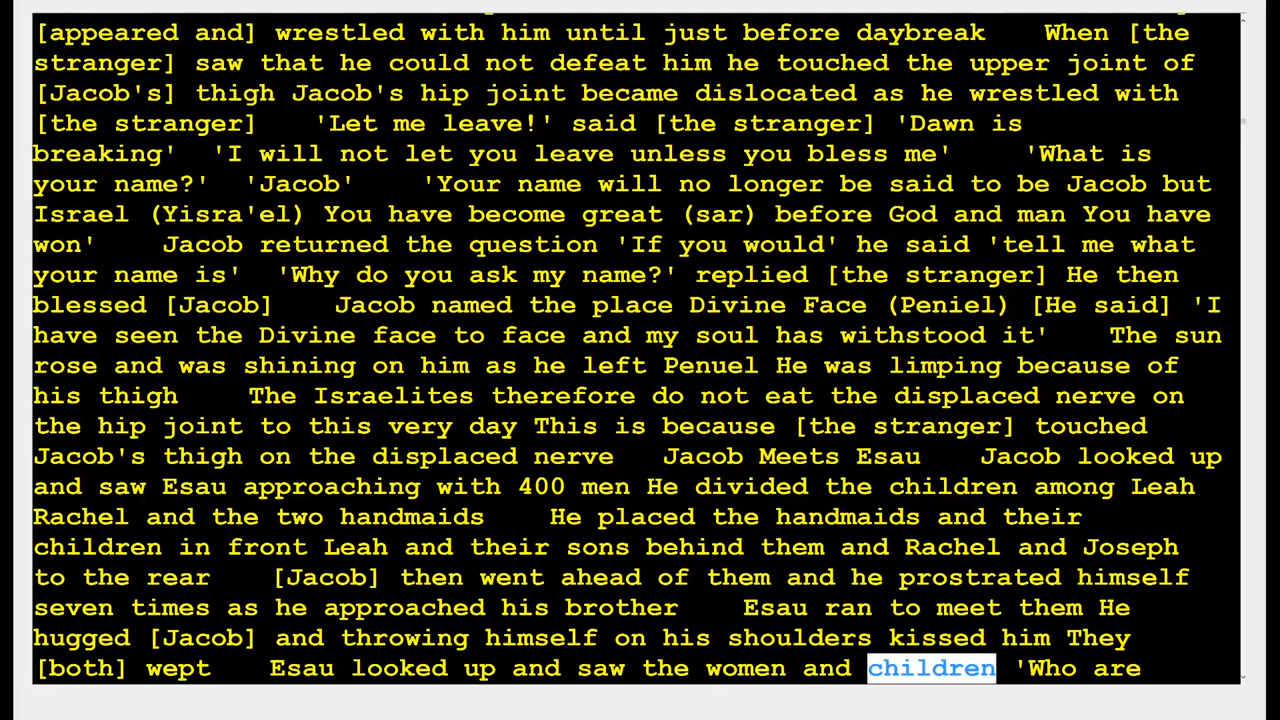 [appeared and] wrestled with him until just before daybreak    When [the
stranger] saw that he could not defeat him he touched the upper joint of
[Jacob's] thigh Jacob's hip joint became dislocated as he wrestled with
[the stranger]    'Let me leave!' said [the stranger] 'Dawn is
breaking'  'I will not let you leave unless you bless me'    'What is
your name?'  'Jacob'    'Your name will no longer be said to be Jacob but
Israel (Yisra'el) You have become great (sar) before God and man You have
won'    Jacob returned the question 'If you would' he said 'tell me what
your name is'  'Why do you ask my name?' replied [the stranger] He then
blessed [Jacob]    Jacob named the place Divine Face (Peniel) [He said] 'I
have seen the Divine face to face and my soul has withstood it'    The sun
rose and was shining on him as he left Penuel He was limping because of
his thigh    The Israelites therefore do not eat the displaced nerve on
the hip joint to this very day This is because [the stranger] touched
Jacob's thigh on the displaced nerve   Jacob Meets Esau    Jacob looked up
and saw Esau approaching with 400 men He divided the children among Leah
Rachel and the two handmaids    He placed the handmaids and their
children in front Leah and their sons behind them and Rachel and Joseph
to the rear    [Jacob] then went ahead of them and he prostrated himself
seven times as he approached his brother    Esau ran to meet them He
hugged [Jacob] and throwing himself on his shoulders kissed him They
[both] wept    Esau looked up and saw the women and children 'Who are